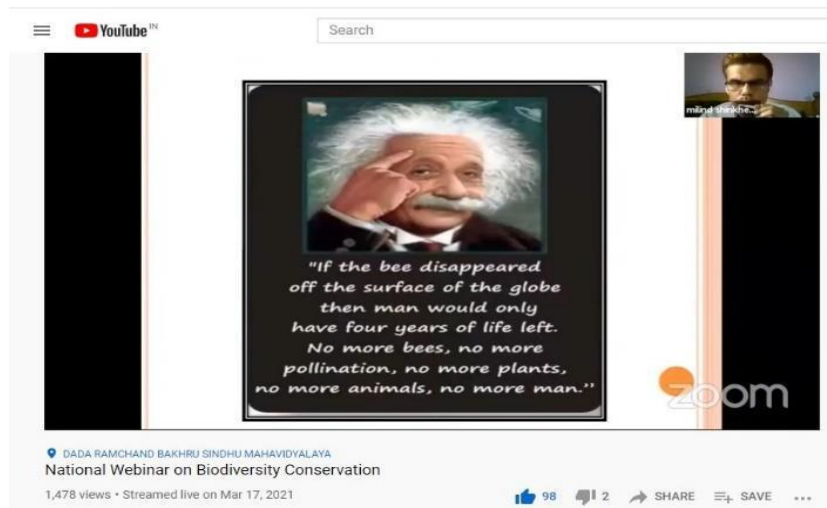 YouTube IN
Search
milind shinkhe...
"If the bee disappeared
off the surface of the globe
then man would only
have four years of life left.
No more bees, no more
pollination, no more plants,
no more animals, no more man.”
zoom
DADA RAMCHAND BAKHRU SINDHU MAHAVIDYALAYA
National Webinar on Biodiversity Conservation
1,478 views • Streamed live on Mar 17, 2021
98 2 SHARE SAVE ...